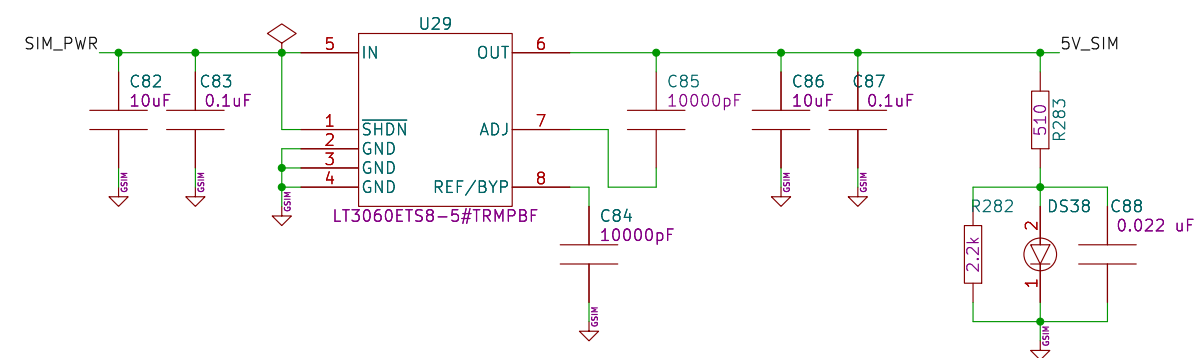 U29
SIM_PWR
5
IN
OUT
6
5V_SIM
C82
10uF
C83
0.1uF
C85
10000pF
C86
10uF
C87
0.1uF
510
R283
1
SHDN
ADJ
7
2
GND
3
GND
4
GND
REF/BYP
8
GSIM
GSIM
GSIM
GSIM
GSIM
LT3060ETS8-5#TRMPBF
C84
10000pF
R282
2.2k
DS38
2
1
C88
0.022 uF
GSIM
GSIM